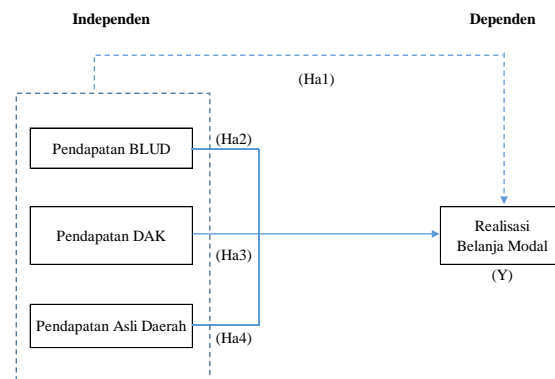 Independen
Dependen
(Ha1)
Pendapatan BLUD
(Ha2)
Pendapatan DAK
(Ha3)
Realisasi
Belanja Modal
(Y)
Pendapatan Asli Daerah
(Ha4)